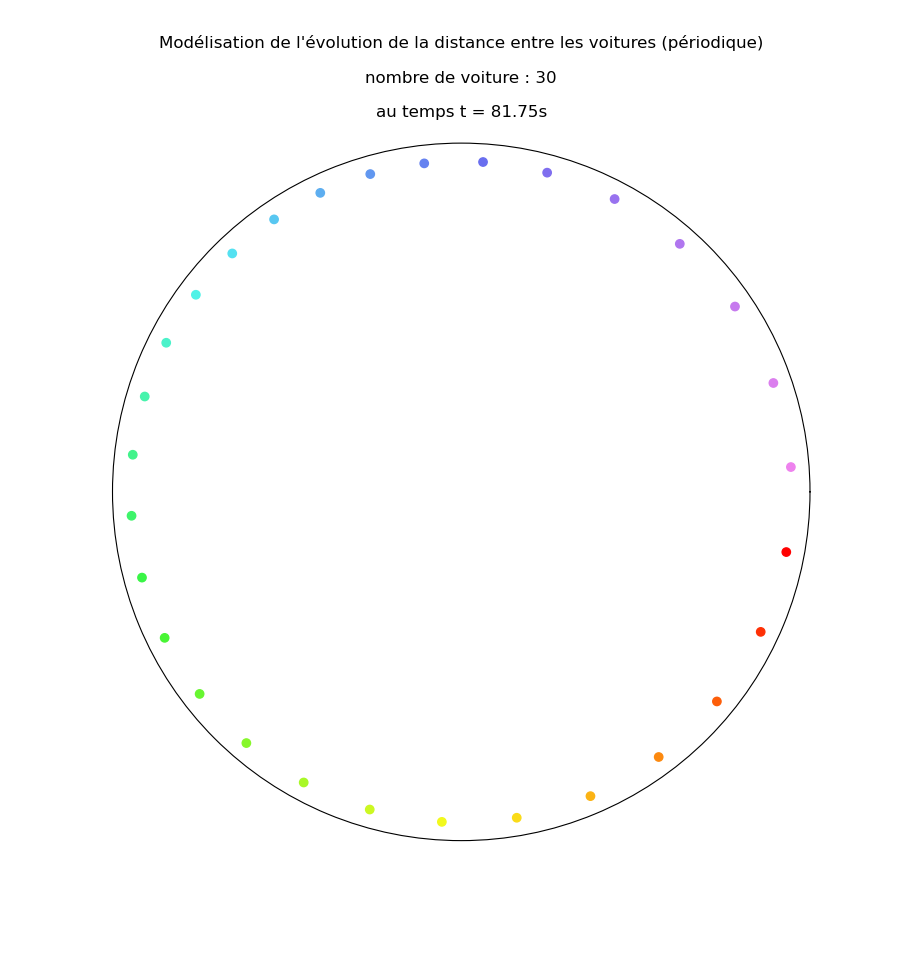 Modélisation de l'évolution de la distance entre les voitures (périodique)
nombre de voiture : 30
au temps t = 81.75s